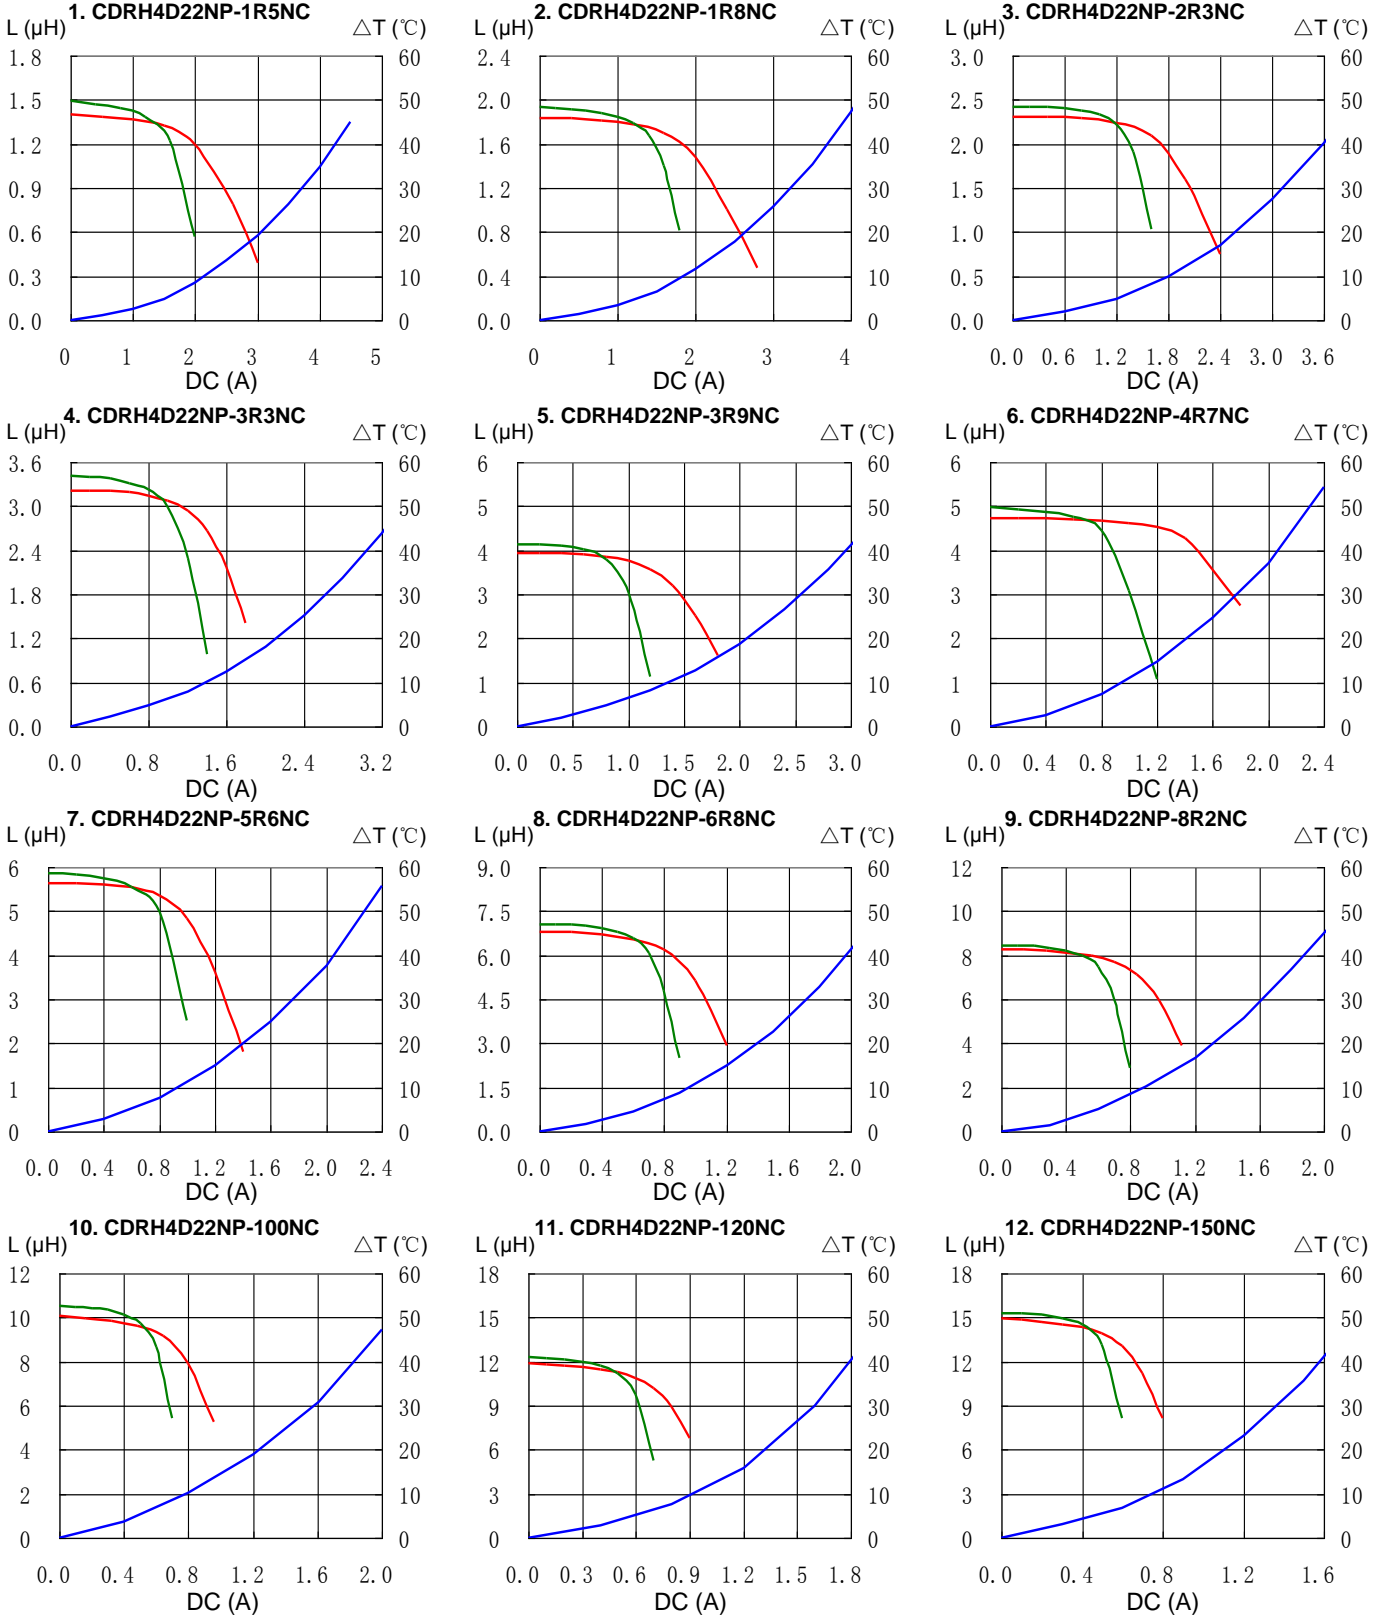 1. CDRH4D22NP-1R5NC
L (μH) △T (℃)
1.8 60
1.5 50
1.2 40
0.9 30
0.6 20
0.3 10
0.0 0
0 1 2 3 4 5
DC (A)
2. CDRH4D22NP-1R8NC
L (μH) △T (℃)
2.4 60
2.0 50
1.6 40
1.2 30
0.8 20
0.4 10
0.0 0
0 1 2 3 4
DC (A)
3. CDRH4D22NP-2R3NC
L (μH) △T (℃)
3.0 60
2.5 50
2.0 40
1.5 30
1.0 20
0.5 10
0.0 0
0.0 0.6 1.2 1.8 2.4 3.0 3.6
DC (A)
4. CDRH4D22NP-3R3NC
L (μH) △T (℃)
3.6 60
3.0 50
2.4 40
1.8 30
1.2 20
0.6 10
0.0 0
0.0 0.8 1.6 2.4 3.2
DC (A)
5. CDRH4D22NP-3R9NC
L (μH) △T (℃)
6 60
5 50
4 40
3 30
2 20
1 10
0 0
0.0 0.5 1.0 1.5 2.0 2.5 3.0
DC (A)
6. CDRH4D22NP-4R7NC
L (μH) △T (℃)
6 60
5 50
4 40
3 30
2 20
1 10
0 0
0.0 0.4 0.8 1.2 1.6 2.0 2.4
DC (A)
7. CDRH4D22NP-5R6NC
L (μH) △T (℃)
6 60
5 50
4 40
3 30
2 20
1 10
0 0
0.0 0.4 0.8 1.2 1.6 2.0 2.4
DC (A)
8. CDRH4D22NP-6R8NC
L (μH) △T (℃)
9.0 60
7.5 50
6.0 40
4.5 30
3.0 20
1.5 10
0.0 0
0.0 0.4 0.8 1.2 1.6 2.0
DC (A)
9. CDRH4D22NP-8R2NC
L (μH) △T (℃)
12 60
10 50
8 40
6 30
4 20
2 10
0 0
0.0 0.4 0.8 1.2 1.6 2.0
DC (A)
10. CDRH4D22NP-100NC
L (μH) △T (℃)
12 60
10 50
8 40
6 30
4 20
2 10
0 0
0.0 0.4 0.8 1.2 1.6 2.0
DC (A)
11. CDRH4D22NP-120NC
L (μH) △T (℃)
18 60
15 50
12 40
9 30
6 20
3 10
0 0
0.0 0.3 0.6 0.9 1.2 1.5 1.8
DC (A)
12. CDRH4D22NP-150NC
L (μH) △T (℃)
18 60
15 50
12 40
9 30
6 20
3 10
0 0
0.0 0.4 0.8 1.2 1.6
DC (A)